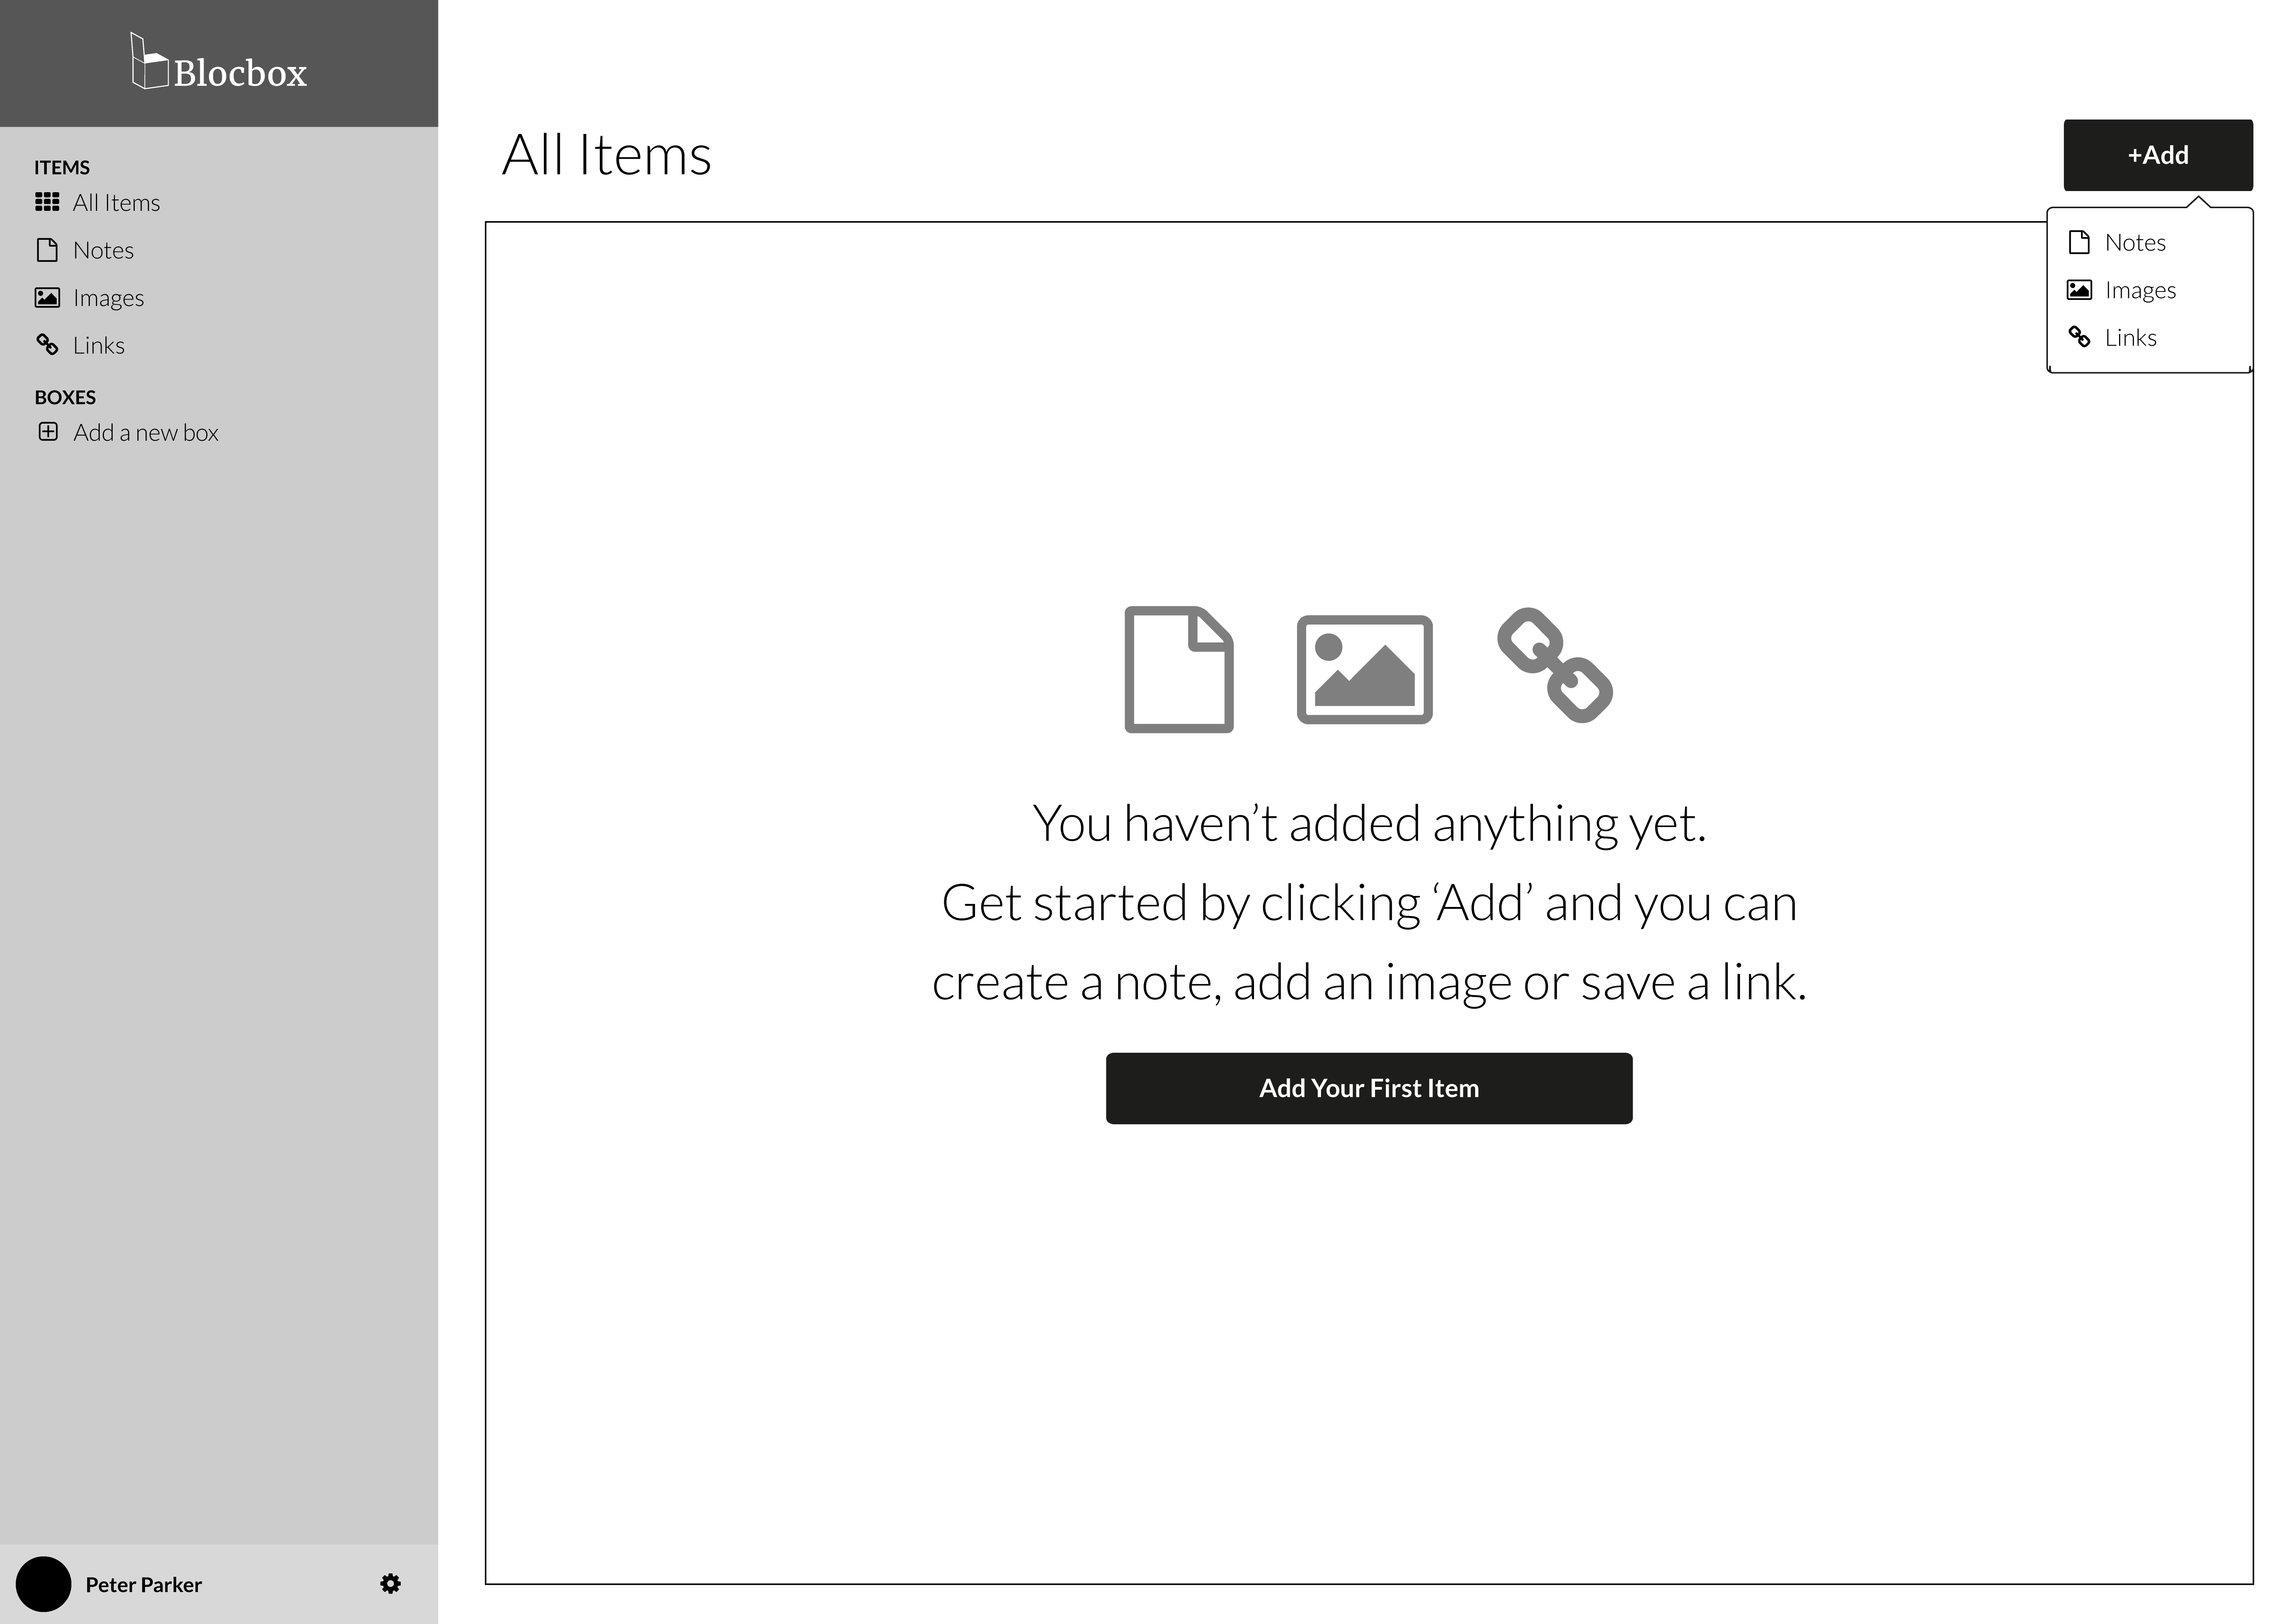 Blocbox
ITEMS
All Items
Notes
Images
Links
BOXES
Add a new box
Peter Parker
All Items
+Add
Notes
Images
Links
You haven’t added anything yet.
Get started by clicking ‘Add’ and you can
create a note, add an image or save a link.
Add Your First Item